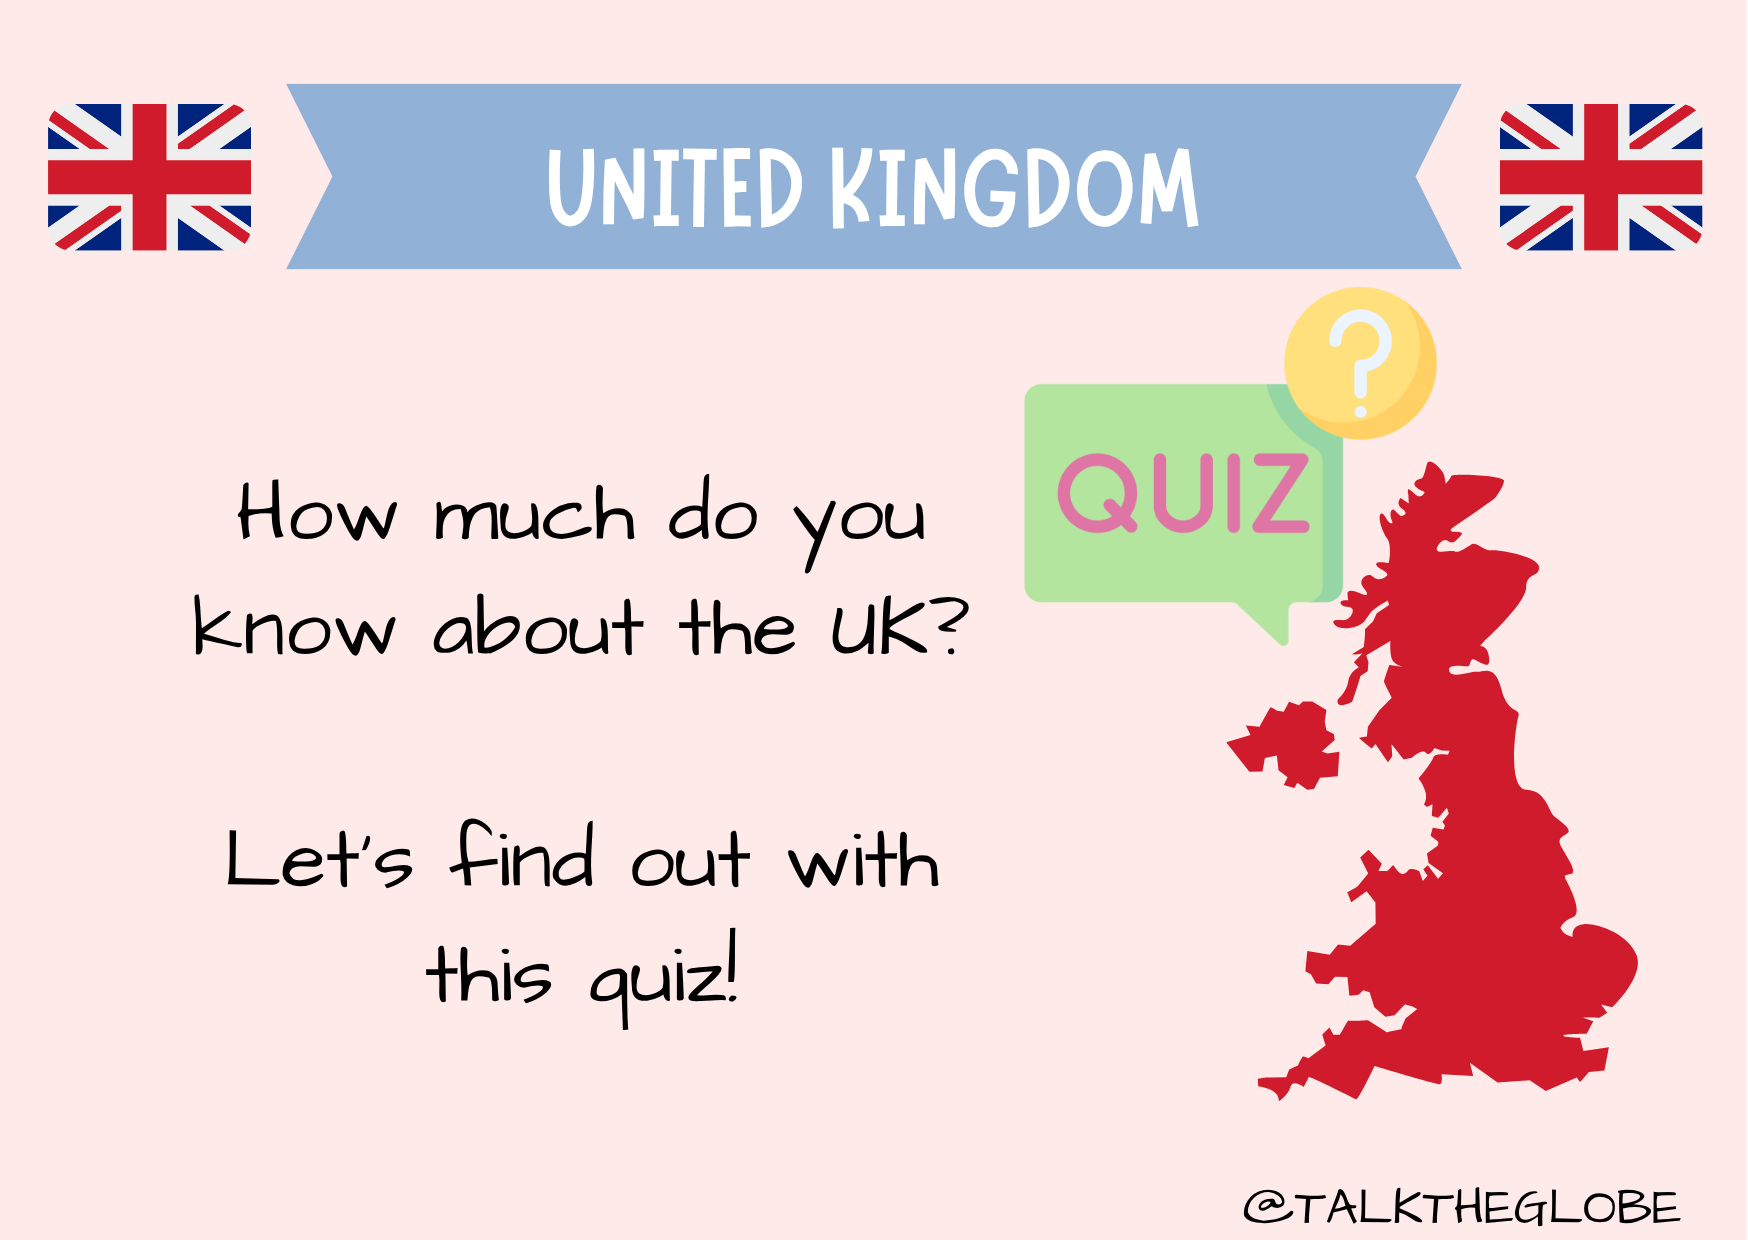 UNITED KINGDOM
?
QUIZ
How much do you
know about the UK?
Let's find out with
this quiz!
@TALKTHEGLOBE